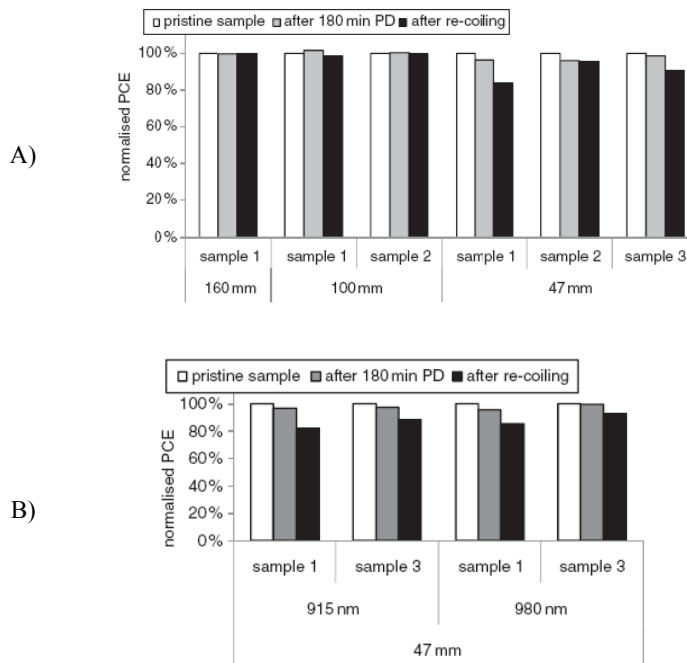 pristine sample after 180 min PD after re-coiling
100%
80%
60%
40%
20%
0%
normalised PCE
A)
sample 1 sample 1 sample 2 sample 1 sample 2 sample 3
160 mm 100 mm 47 mm
pristine sample after 180 min PD after re-coiling
100%
80%
60%
40%
20%
0%
normalised PCE
B)
sample 1 sample 3 sample 1 sample 3
915 nm 980 nm
47 mm